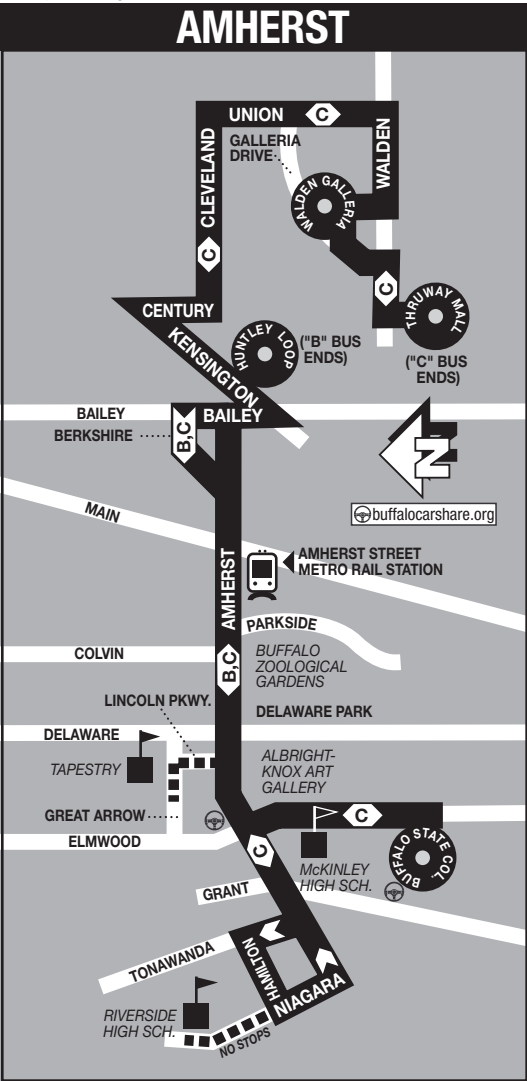 AMHERST
UNION
C
GALLERIA
DRIVE
CLEVELAND
WALDEN
WALDEN GALLERIA
C
C
THRUWAY MALL
CENTURY
KENSINGTON
HUNTLEY LOOP
("B" BUS
ENDS)
("C" BUS
ENDS)
BAILEY
BAILEY
BERKSHIRE
B,C
N
buffalocarshare.org
MAIN
AMHERST
AMHERST STREET
METRO RAIL STATION
PARKSIDE
COLVIN
B,C
BUFFALO
ZOOLOGICAL
GARDENS
LINCOLN PKWY.
DELAWARE PARK
DELAWARE
TAPESTRY
ALBRIGHT-
KNOX ART
GALLERY
GREAT ARROW
C
ELMWOOD
C
BUFFALO STATE COL.
McKINLEY
HIGH SCH.
GRANT
TONAWANDA
HAMILTON
NIAGARA
RIVERSIDE
HIGH SCH.
NO STOPS